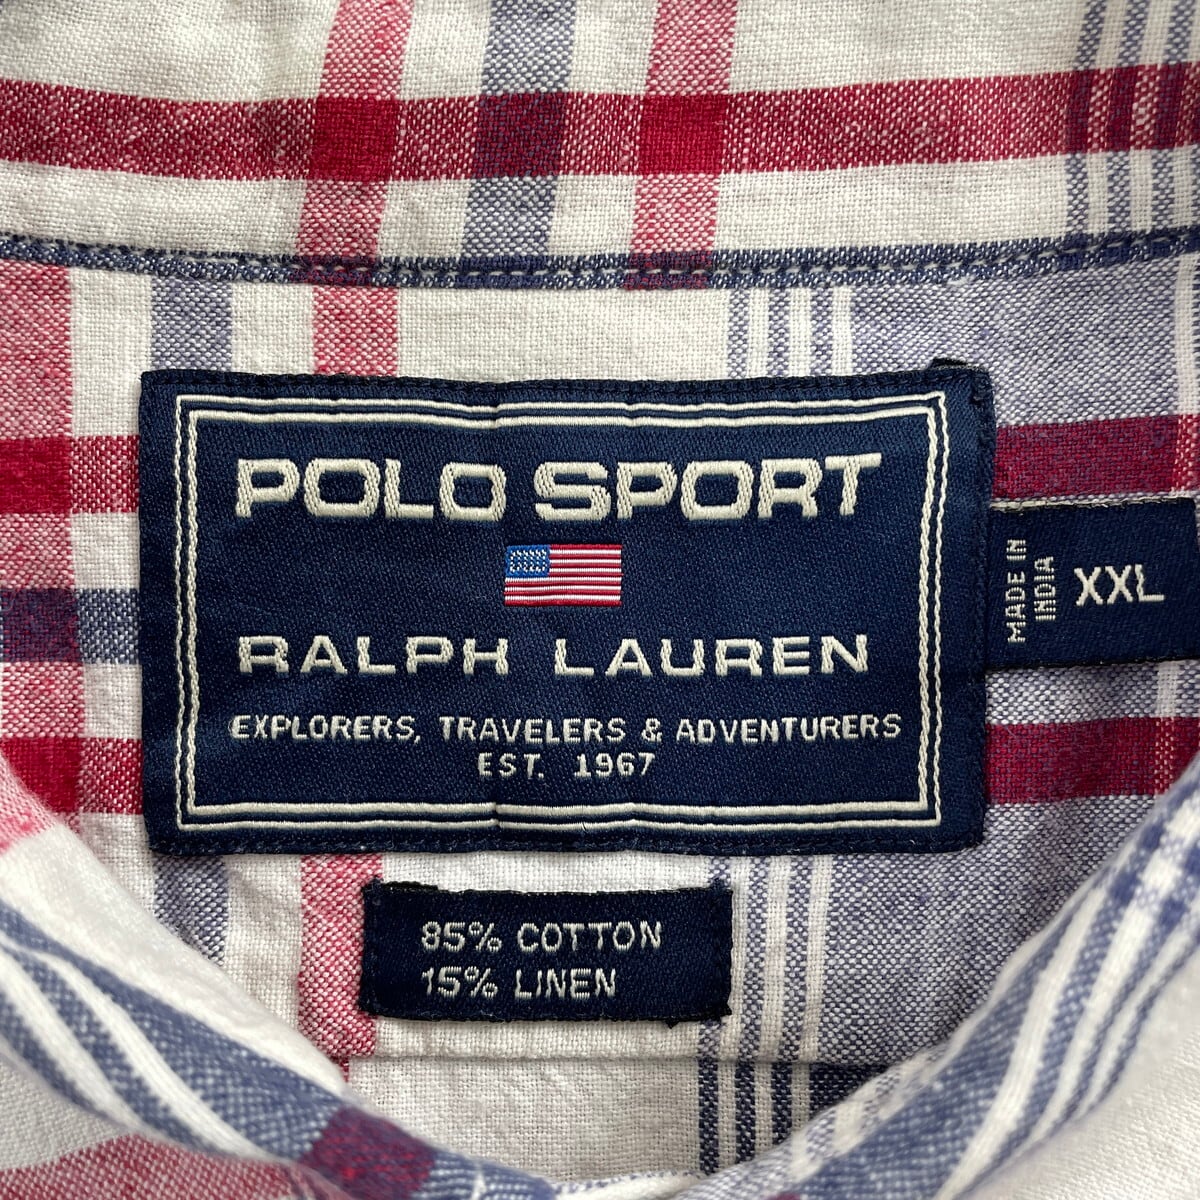 POLO SPORT
RALPH LAUREN
EXPLORERS, TRAVELERS & ADVENTURERS
EST. 1967
MADE IN
INDIA
XXL
85% COTTON
15% LINEN